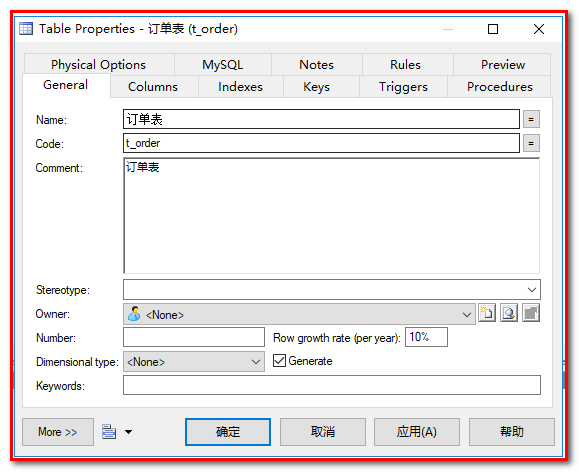 Table Properties - 订单表 (t_order)
Physical Options MySQL Notes Rules Preview
General Columns Indexes Keys Triggers Procedures
Name: 订单表 =
Code: t_order =
Comment: 订单表
Stereotype:
Owner: <None>
Number: Row growth rate (per year): 10%
Dimensional type: <None> Generate
Keywords:
More >> 确定 取消 应用(A) 帮助